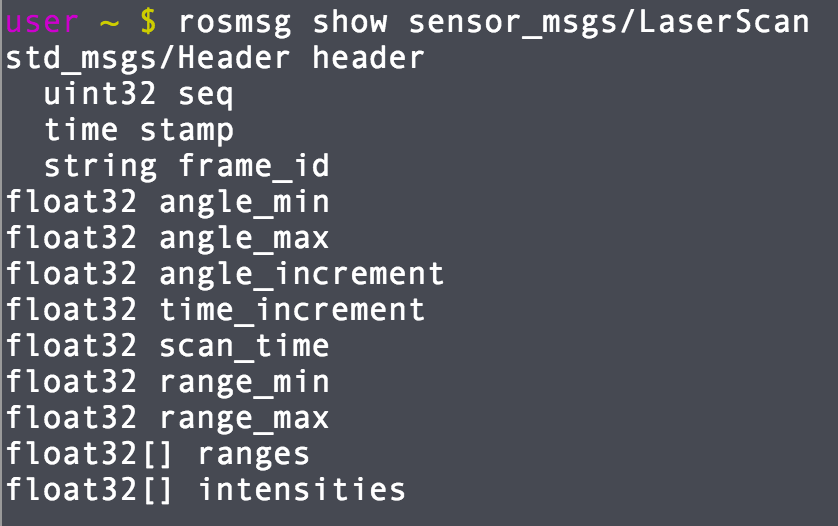 user ~ $ rosmsg show sensor_msgs/LaserScan
std_msgs/Header header
  uint32 seq
  time stamp
  string frame_id
float32 angle_min
float32 angle_max
float32 angle_increment
float32 time_increment
float32 scan_time
float32 range_min
float32 range_max
float32[] ranges
float32[] intensities